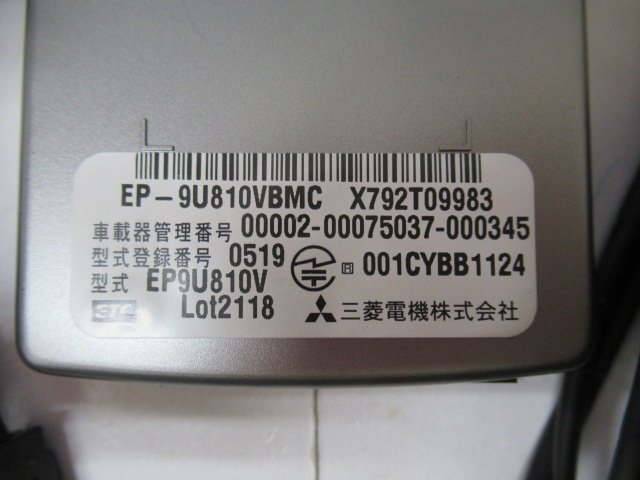 EP-9U810VBMC X792T09983
車載器管理番号 00002-00075037-000345
型式登録番号 0519 R 001CYBB1124
型式 EP9U810V
ETC Lot2118 三菱電機株式会社